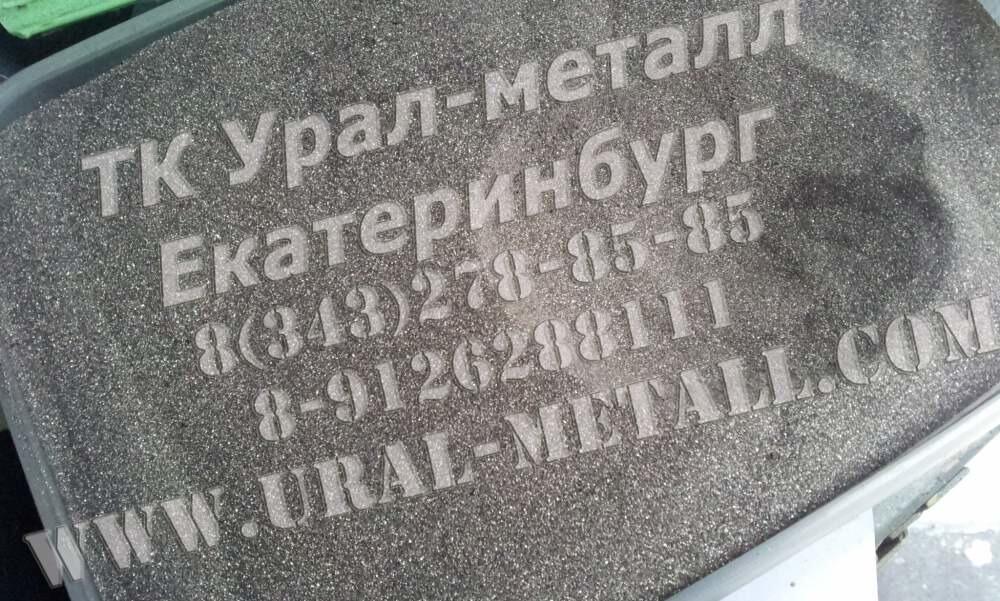 ТК Урал-металл
Екатеринбург
8(343)278-85-85
8-9126288111
WWW.URAL-METALL.COM